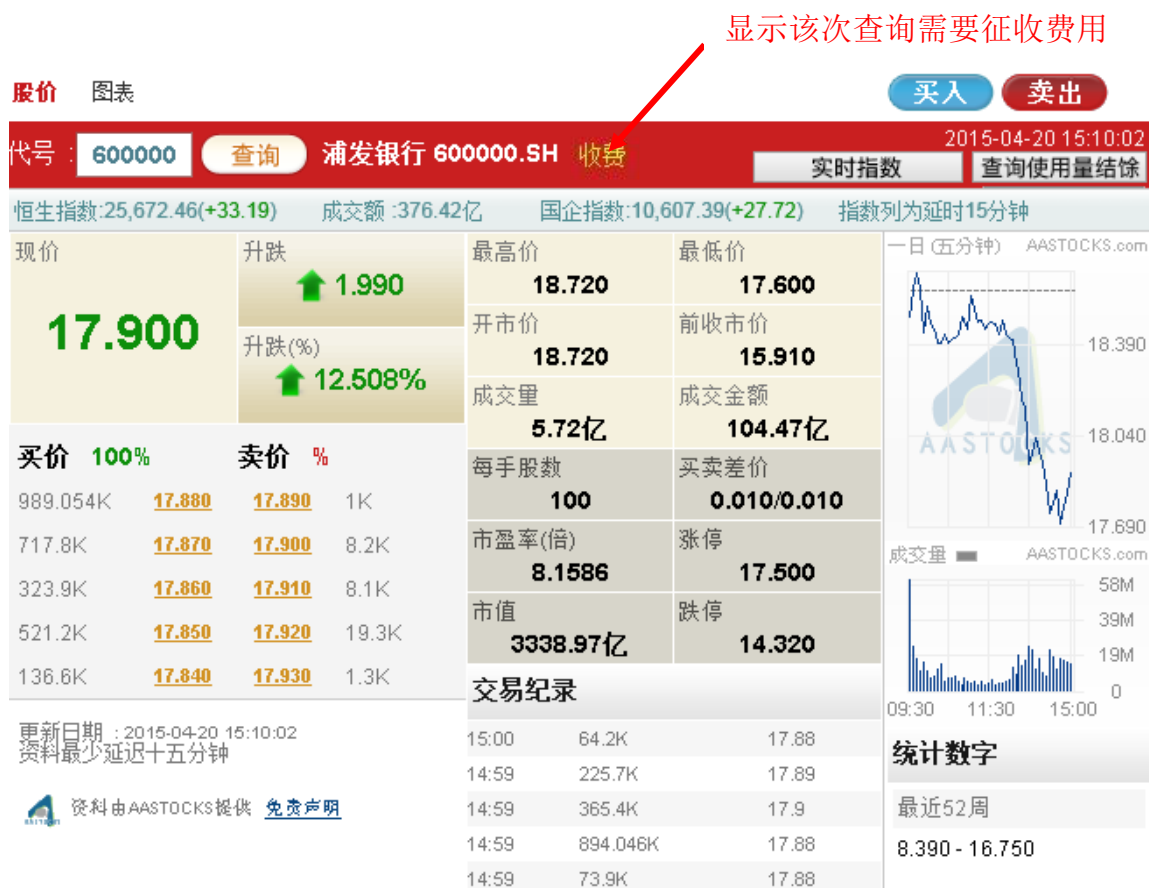 显示该次查询需要征收费用
股价 图表 买入 卖出
代号 : 600000 查询 浦发银行 600000.SH 收费
2015-04-20 15:10:02
实时指数 查询使用量结馀
恒生指数:25,672.46(+33.19) 成交额 :376.42亿 国企指数:10,607.39(+27.72) 指数列为延时15分钟
现价
17.900
升跌
1.990
升跌(%)
12.508%
最高价 最低价
18.720 17.600
开市价 前收市价
18.720 15.910
成交量 成交金额
5.72亿 104.47亿
每手股数 买卖差价
100 0.010/0.010
市盈率(倍) 涨停
8.1586 17.500
市值 跌停
3338.97亿 14.320
买价 100% 卖价 %
989.054K 17.880 17.890 1K
717.8K 17.870 17.900 8.2K
323.9K 17.860 17.910 8.1K
521.2K 17.850 17.920 19.3K
136.6K 17.840 17.930 1.3K
更新日期 : 2015-04-20 15:10:02
资料最少延迟十五分钟
资料由AASTOCKS提供 免责声明
交易纪录
15:00 64.2K 17.88
14:59 225.7K 17.89
14:59 365.4K 17.9
14:59 894.046K 17.88
14:59 73.9K 17.88
一日 (五分钟) AASTOCKS.com
18.390
AASTOCKS
18.040
17.690
成交量 AASTOCKS.com
58M
39M
19M
0
09:30 11:30 15:00
统计数字
最近52周
8.390 - 16.750